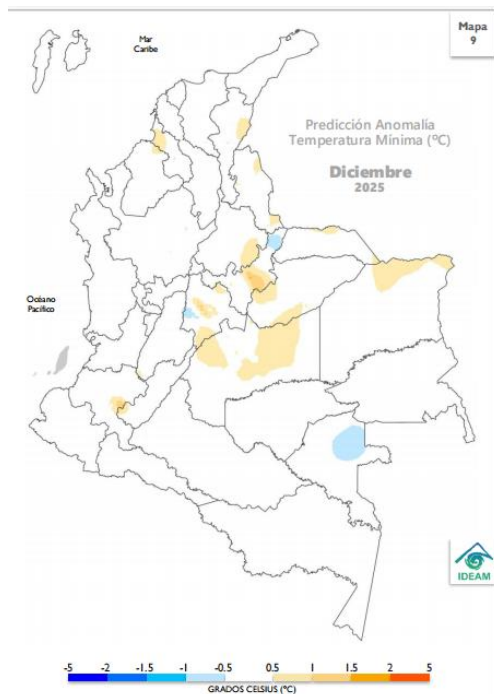 Mapa
9
Mar
Caribe
Predicción Anomalía
Temperatura Mínima (ºC)
Diciembre
2025
Océano
Pacífico
IDEAM
-5 -2 -1.5 -1 -0.5 0.5 1 1.5 2 5
GRADOS CELSIUS (ºC)